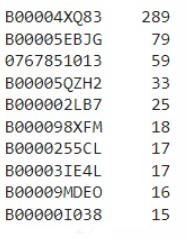 B00004XQ83 289
B00005EBJG 79
0767851013 59
B00005QZH2 33
B000002LB7 25
B000098XFM 18
B0000255CL 17
B00003IE4L 17
B00009MDEO 16
B00000I038 15